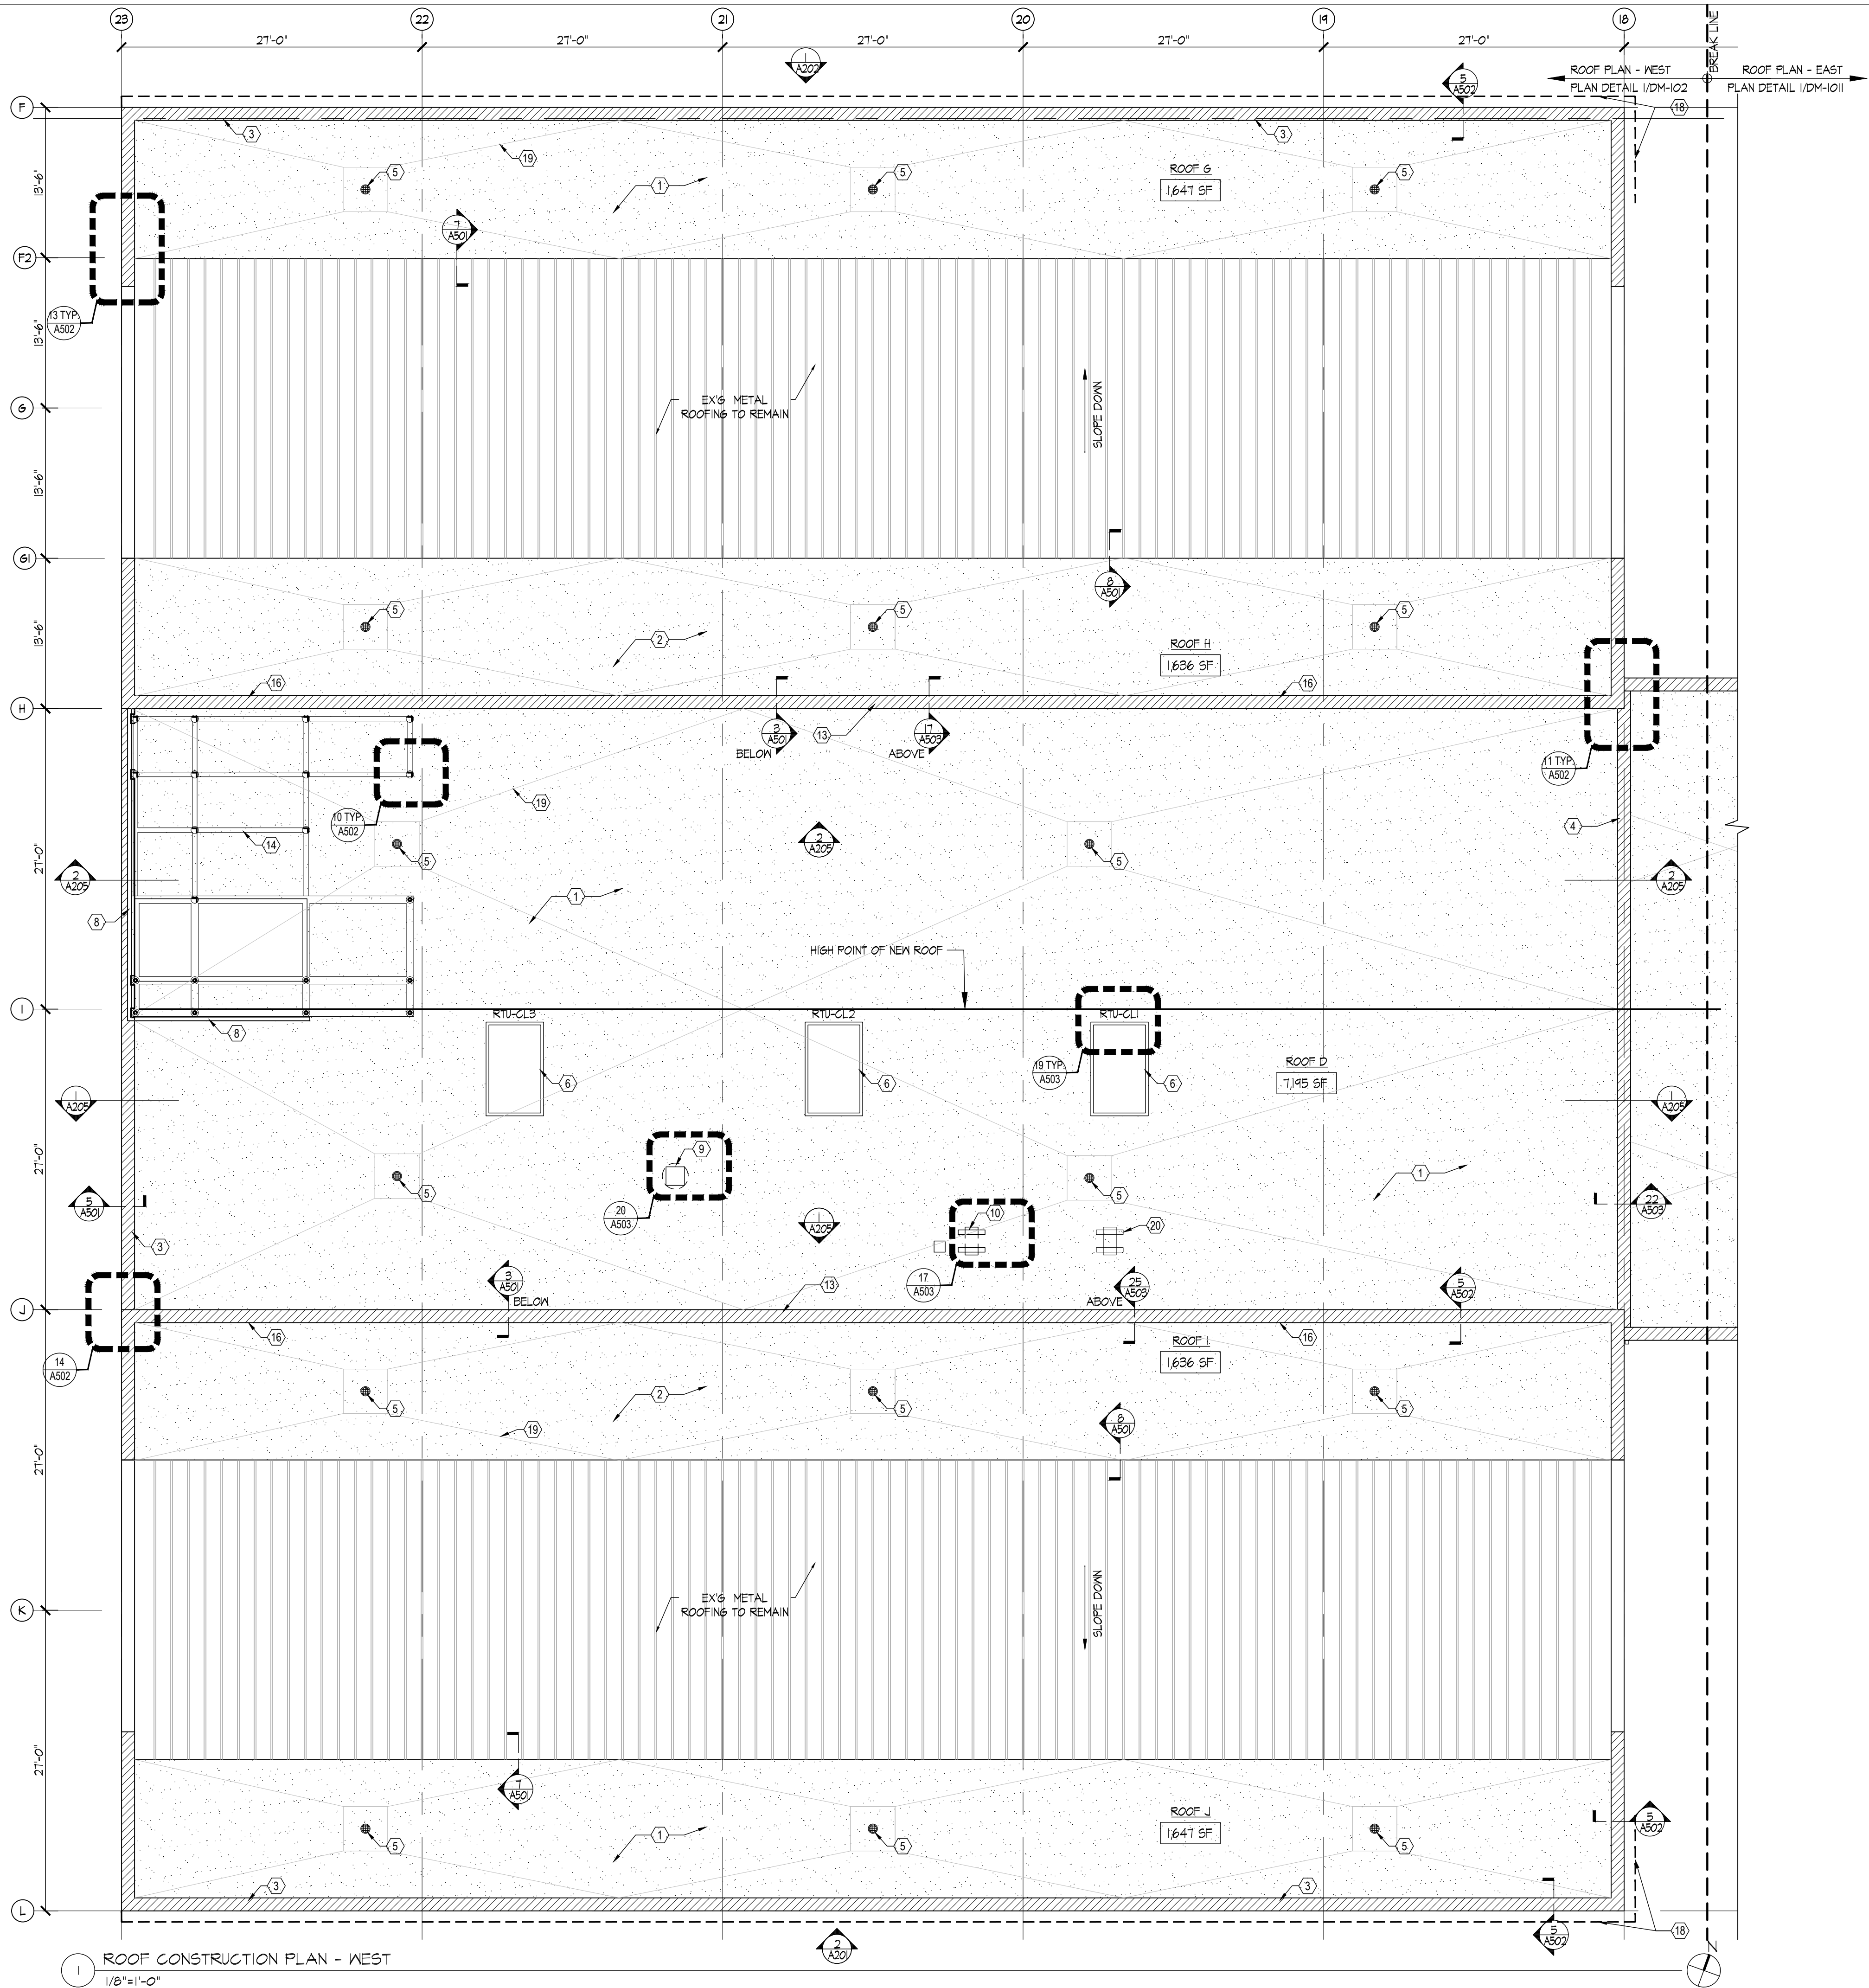 23
22
21
20
19
18
27'-0"
27'-0"
27'-0"
27'-0"
27'-0"
BREAK LINE
1
A202
5
A502
ROOF PLAN - WEST
PLAN DETAIL 1/DM-102
ROOF PLAN - EAST
PLAN DETAIL 1/DM-1011
F
18
3
3
19
5
5
5
1
ROOF G
1,647 SF
13'-6"
7
A501
F2
13 TYP.
A502
13'-6"
EX'G METAL
ROOFING TO REMAIN
SLOPE DOWN
G
13'-6"
G1
8
A501
5
5
5
13'-6"
2
ROOF H
1,636 SF
16
16
H
3
A501
BELOW
13
17
A503
ABOVE
11 TYP.
A502
10 TYP.
A502
19
14
4
5
2
A205
5
27'-0"
2
A205
2
A205
1
8
HIGH POINT OF NEW ROOF
I
8
RTU-CL3
RTU-CL2
RTU-CL1
6
6
19 TYP.
A503
6
ROOF D
7,195 SF
1
A205
1
A205
9
27'-0"
5
5
1
5
A501
20
A503
1
A205
10
20
22
A503
3
17
A503
3
A501
BELOW
13
25
A503
ABOVE
5
A502
J
16
16
14
A502
ROOF I
1,636 SF
5
2
5
5
19
8
A501
27'-0"
EX'G METAL
ROOFING TO REMAIN
SLOPE DOWN
K
27'-0"
7
A501
ROOF J
1,647 SF
5
A502
5
1
5
5
3
3
L
2
A201
5
A502
18
N
1
ROOF CONSTRUCTION PLAN - WEST
1/8"=1'-0"